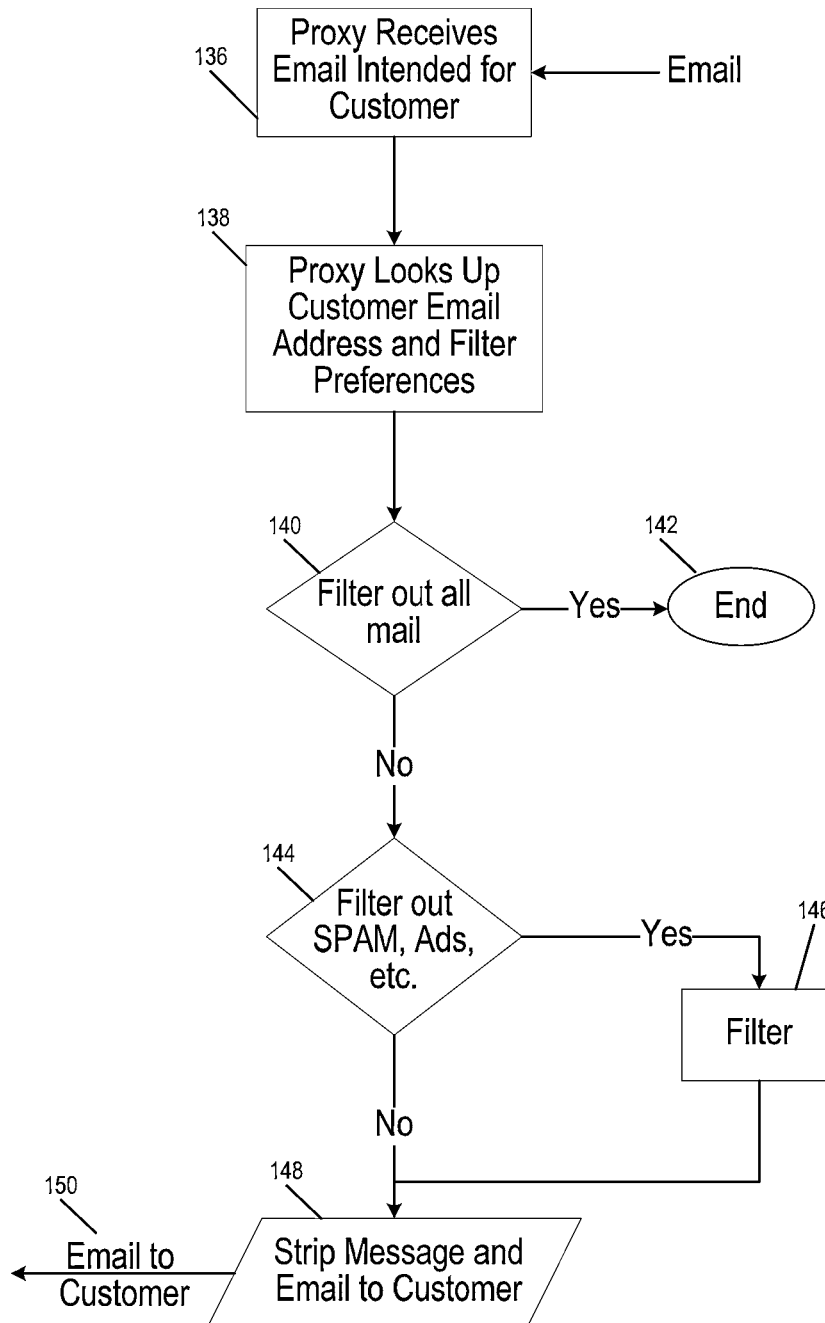 136
Proxy Receives
Email Intended for
Customer
Email
138
Proxy Looks Up
Customer Email
Address and Filter
Preferences
140
Filter out all
mail
Yes
142
End
No
144
Filter out
SPAM, Ads,
etc.
Yes
146
Filter
No
148
Strip Message and
Email to Customer
150
Email to
Customer